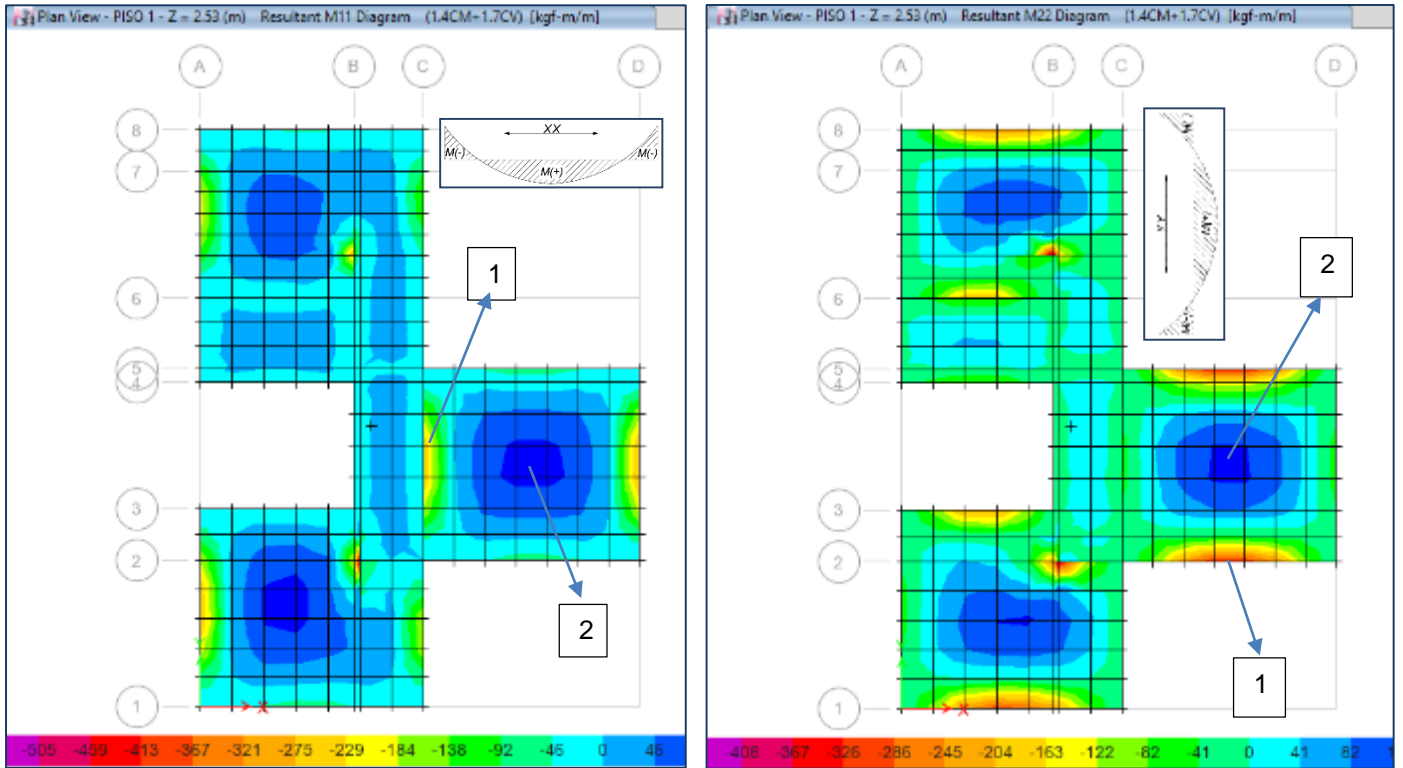 Plan View - PISO 1 - Z = 2.53 (m) Resultant M11 Diagram (1.4CM+1.7CV) [kgf-m/m]
A B C D
8
XX
M(-) M(+) M(-)
7
1
6
5
4
3
2
2
1
X
-505 -459 -413 -367 -321 -275 -229 -184 -138 -92 -46 0 46
Plan View - PISO 1 - Z = 2.53 (m) Resultant M22 Diagram (1.4CM+1.7CV) [kgf-m/m]
A B C D
8
M(-)
7
YY
M(+)
2
6
M(-)
5
4
3
2
1
1
X
-408 -367 -326 -286 -245 -204 -163 -122 -82 -41 0 41 82